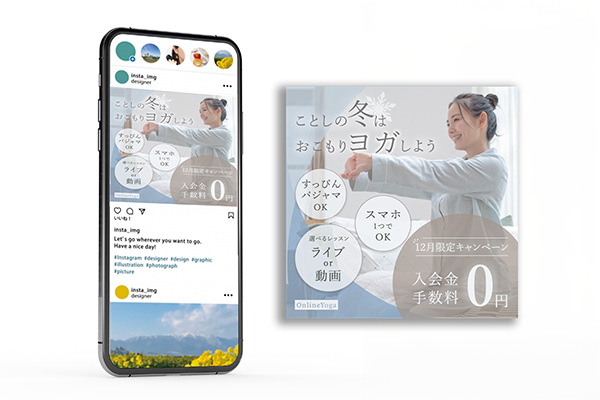 insta_img
designer
ことしの冬は
おこもりヨガしよう
すっぴん
パジャマ
OK
スマホ
1つで
OK
選べるレッスン
ライブ
or
動画
12月限定キャンペーン
入会金
手数料
0円
OnlineYoga
いいね!
insta_img
Let's go wherever you want to go.
Have a nice day!
#Instagram #designer #design #graphic
#illustration #photograph
#picture
insta_img
designer
ことしの冬は
おこもりヨガしよう
すっぴん
パジャマ
OK
スマホ
1つで
OK
選べるレッスン
ライブ
or
動画
12月限定キャンペーン
入会金
手数料
0円
OnlineYoga